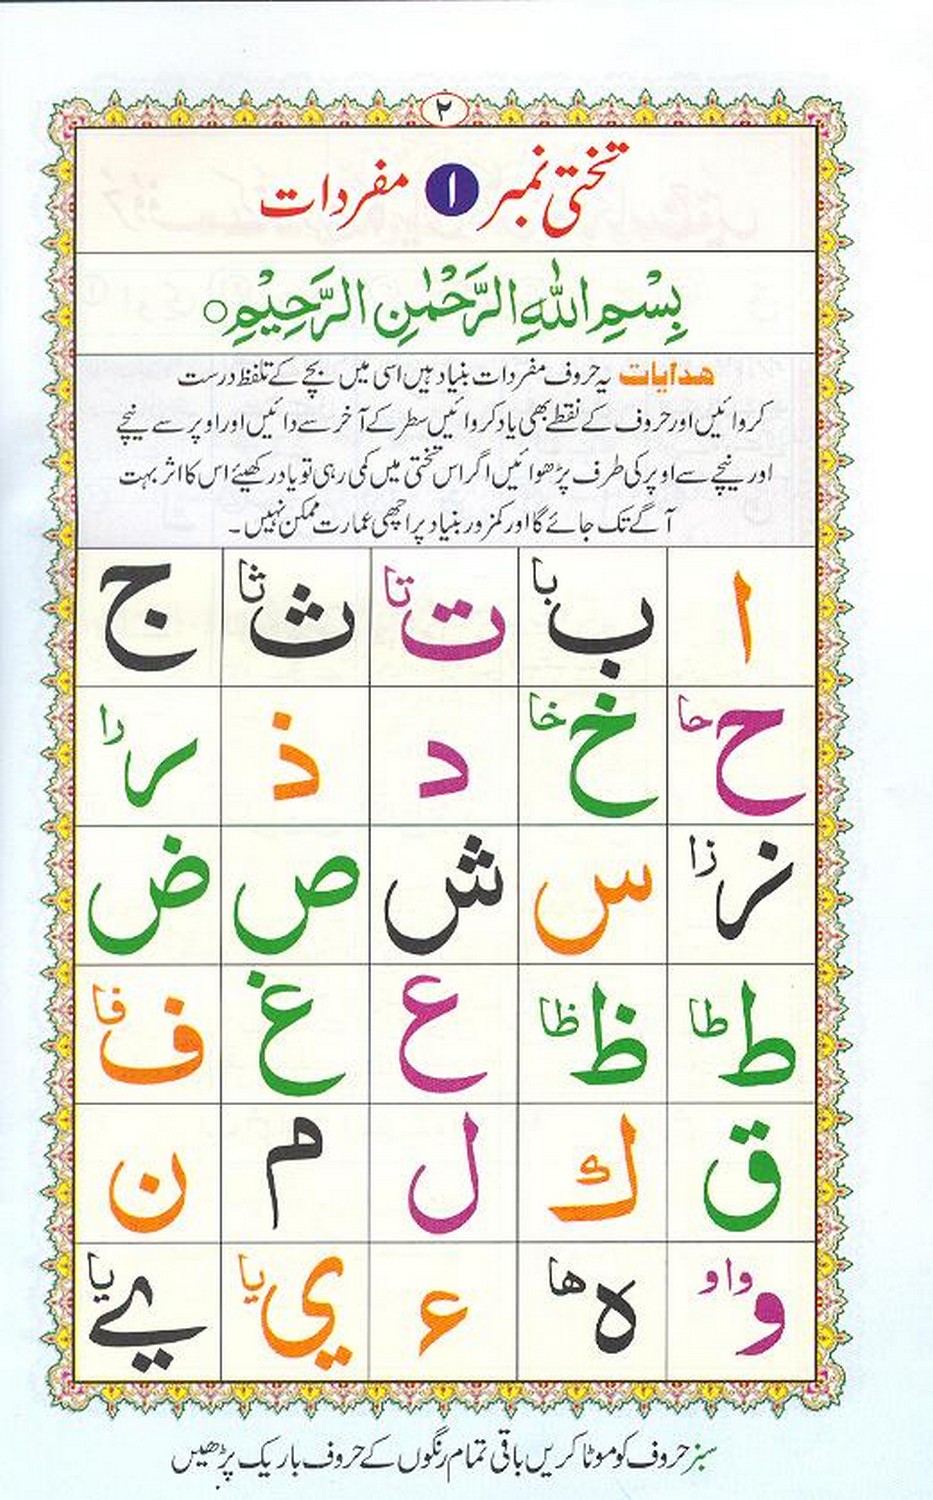 ۲
تختی نمبر ۱ مفردات
بِسْمِ اللّٰهِ الرَّحْمٰنِ الرَّحِيْمِ ○
ھدایات یہ حروف مفردات بنیاد ہیں اسی میں بچے کے تلفظ درست
کروائیں اور حروف کے نقطے بھی یاد کروائیں سطر کے آخر سے دائیں اور اوپر سے نیچے
اور نیچے سے اوپر کی طرف پڑھوائیں اگر اس تختی میں کمی رہی تو یاد رکھیئے اس کا اثر بہت
آگے تک جائے گا اور کمزور بنیاد پر اچھی عمارت ممکن نہیں۔
ا ب با ت تا ث ثا ج
ح حا خ خا د ذ ر را
ز زا س ش ص ض
ط طا ظ ظا ع غ ف فا
ق ك ل م ن
و واو ه ها ء ي یا ے یا
سبز حروف کو موٹا کریں باقی تمام رنگوں کے حروف باریک پڑھیں